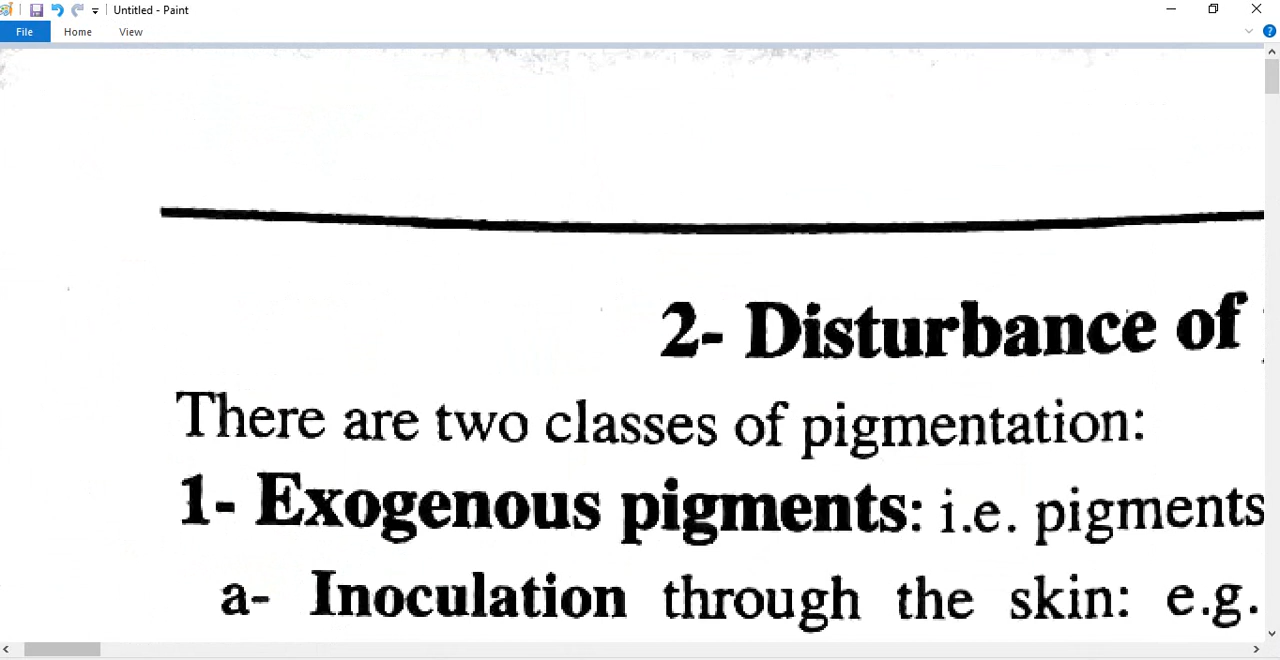 Untitled - Paint
File Home View
2- Disturbance of
There are two classes of pigmentation:
1- Exogenous pigments: i.e. pigments
a- Inoculation through the skin: e.g.